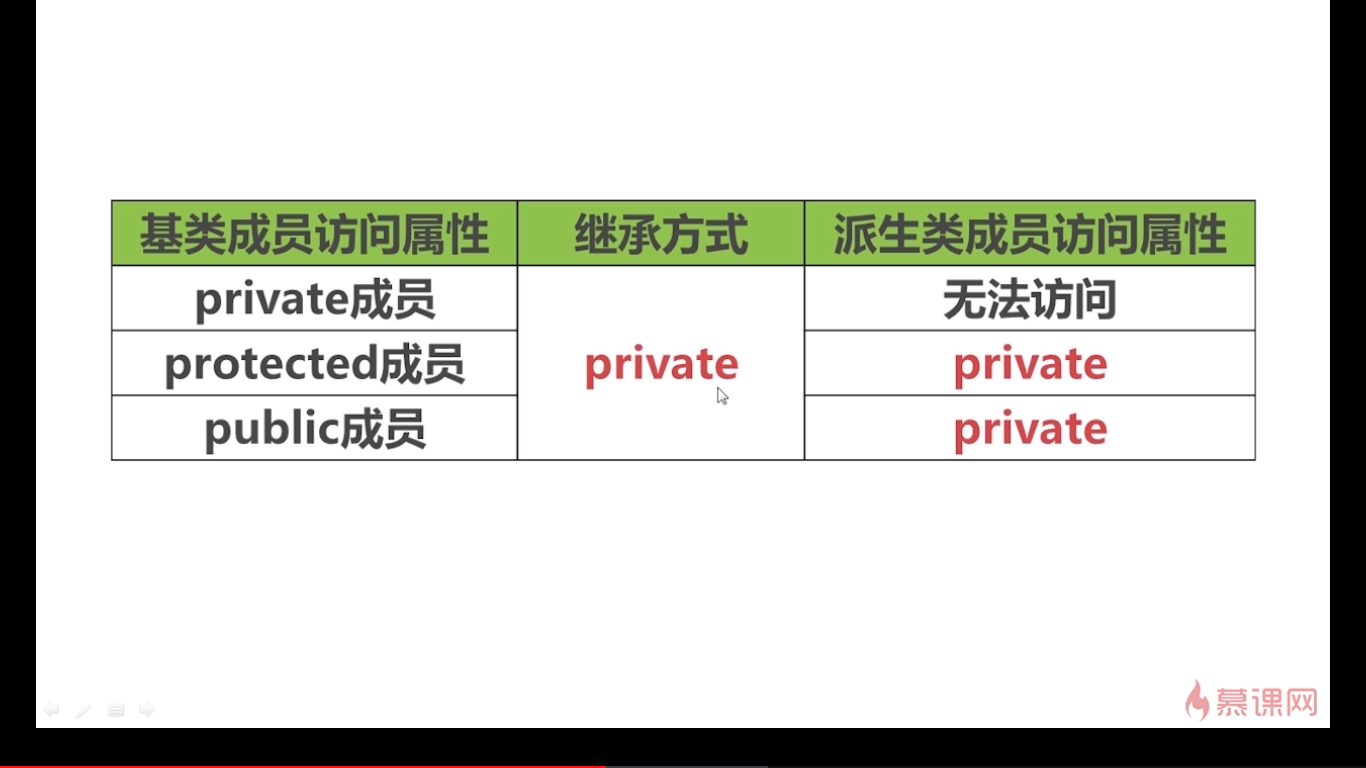 基类成员访问属性 继承方式 派生类成员访问属性
private成员 无法访问
protected成员 private private
public成员 private
慕课网